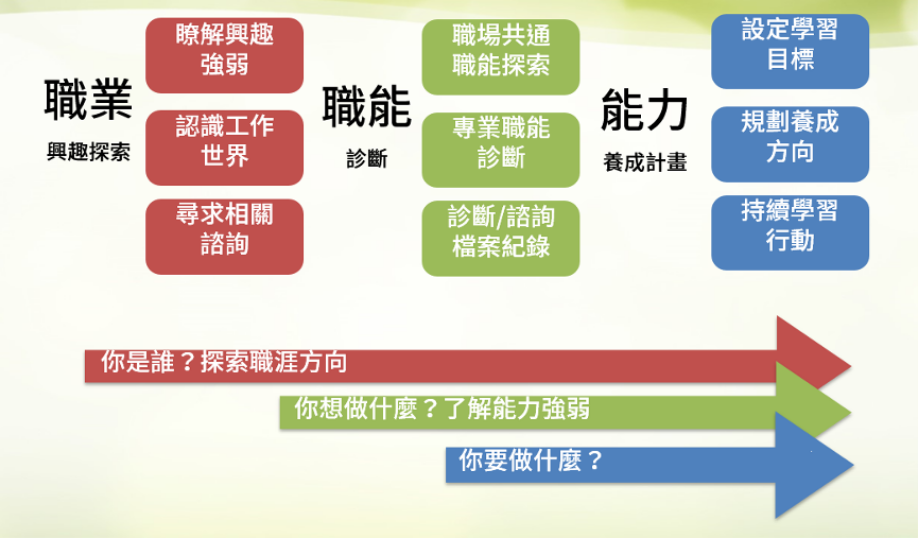 職業
興趣探索
瞭解興趣
強弱
認識工作
世界
尋求相關
諮詢
職能
診斷
職場共通
職能探索
專業職能
診斷
診斷/諮詢
檔案紀錄
能力
養成計畫
設定學習
目標
規劃養成
方向
持續學習
行動
你是誰？探索職涯方向
你想做什麼？了解能力強弱
你要做什麼？